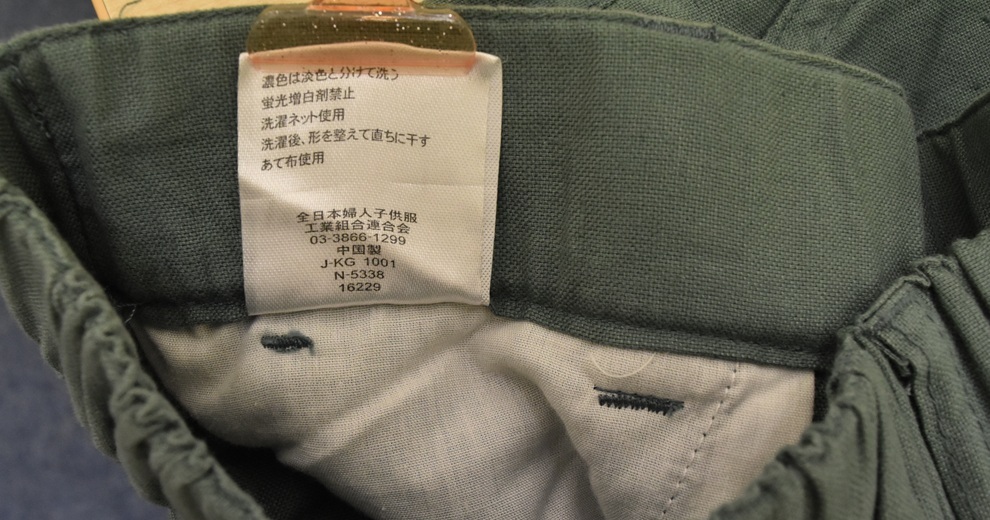 濃色は淡色と分けて洗う
蛍光増白剤禁止
洗濯ネット使用
洗濯後、形を整えて直ちに干す
あて布使用
全日本婦人子供服
工業組合連合会
03-3866-1299
中国製
J-KG 1001
N-5338
16229